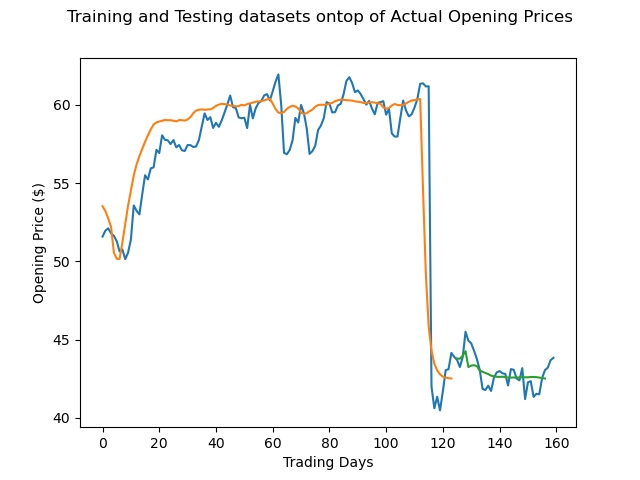 Training and Testing datasets ontop of Actual Opening Prices
Opening Price ($)
60
55
50
45
40
0 20 40 60 80 100 120 140 160
Trading Days